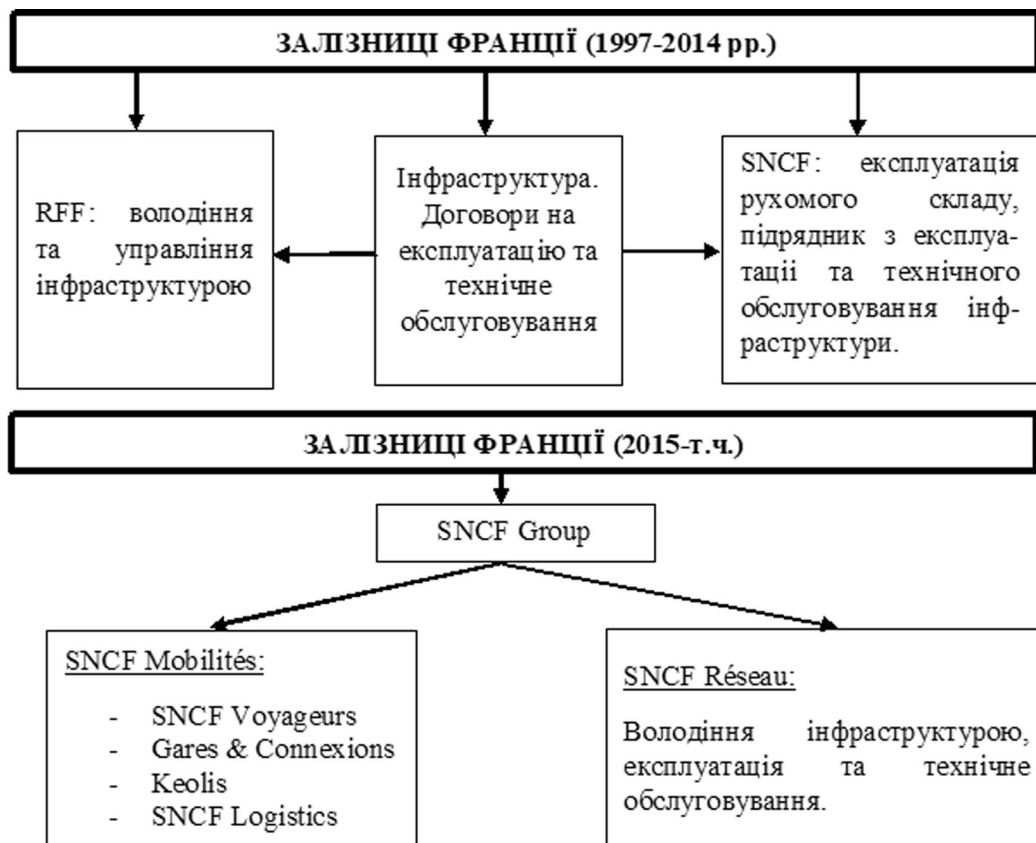 ЗАЛІЗНИЦІ ФРАНЦІЇ (1997-2014 рр.)
RFF: володіння
та управління
інфраструктурою
Інфраструктура.
Договори на
експлуатацію та
технічне
обслуговування
SNCF: експлуатація
рухомого складу,
підрядник з експлуа-
таціі та технічного
обслуговування інф-
раструктури.
ЗАЛІЗНИЦІ ФРАНЦІЇ (2015-т.ч.)
SNCF Group
SNCF Mobilités:
- SNCF Voyageurs
- Gares & Connexions
- Keolis
- SNCF Logistics
SNCF Réseau:
Володіння інфраструктурою,
експлуатація та технічне
обслуговування.